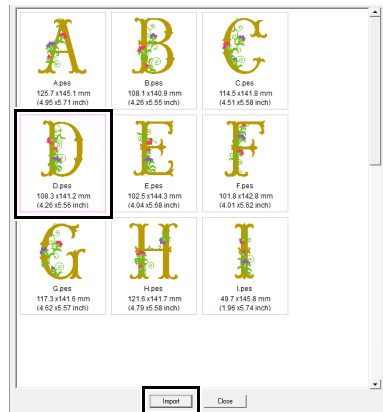 A.pes B.pes C.pes
125.7 x145.1 mm 108.1 x140.9 mm 114.5 x141.8 mm
(4.95 x5.71 inch) (4.26 x5.55 inch) (4.51 x5.58 inch)
D.pes E.pes F.pes
108.3 x141.2 mm 102.5 x144.3 mm 101.8 x142.8 mm
(4.26 x5.56 inch) (4.04 x5.68 inch) (4.01 x5.62 inch)
G.pes H.pes I.pes
117.3 x141.6 mm 121.6 x141.7 mm 49.7 x145.8 mm
(4.62 x5.57 inch) (4.79 x5.58 inch) (1.96 x5.74 inch)
Import Close